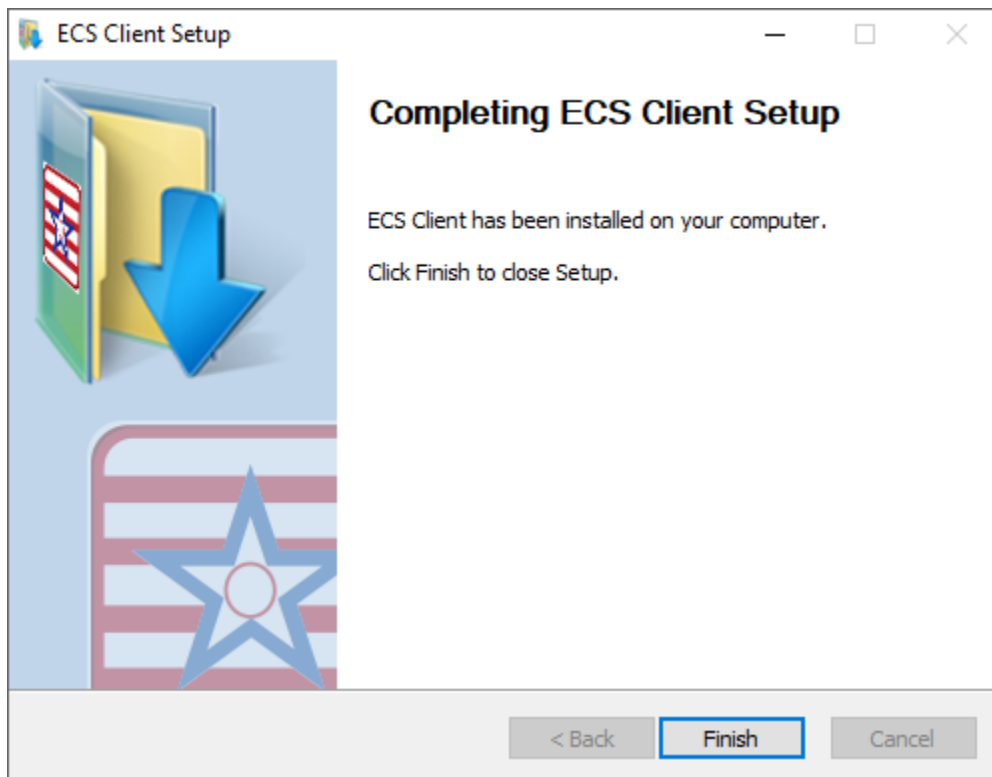 ECS Client Setup
Completing ECS Client Setup
ECS Client has been installed on your computer.
Click Finish to close Setup.
< Back
Finish
Cancel